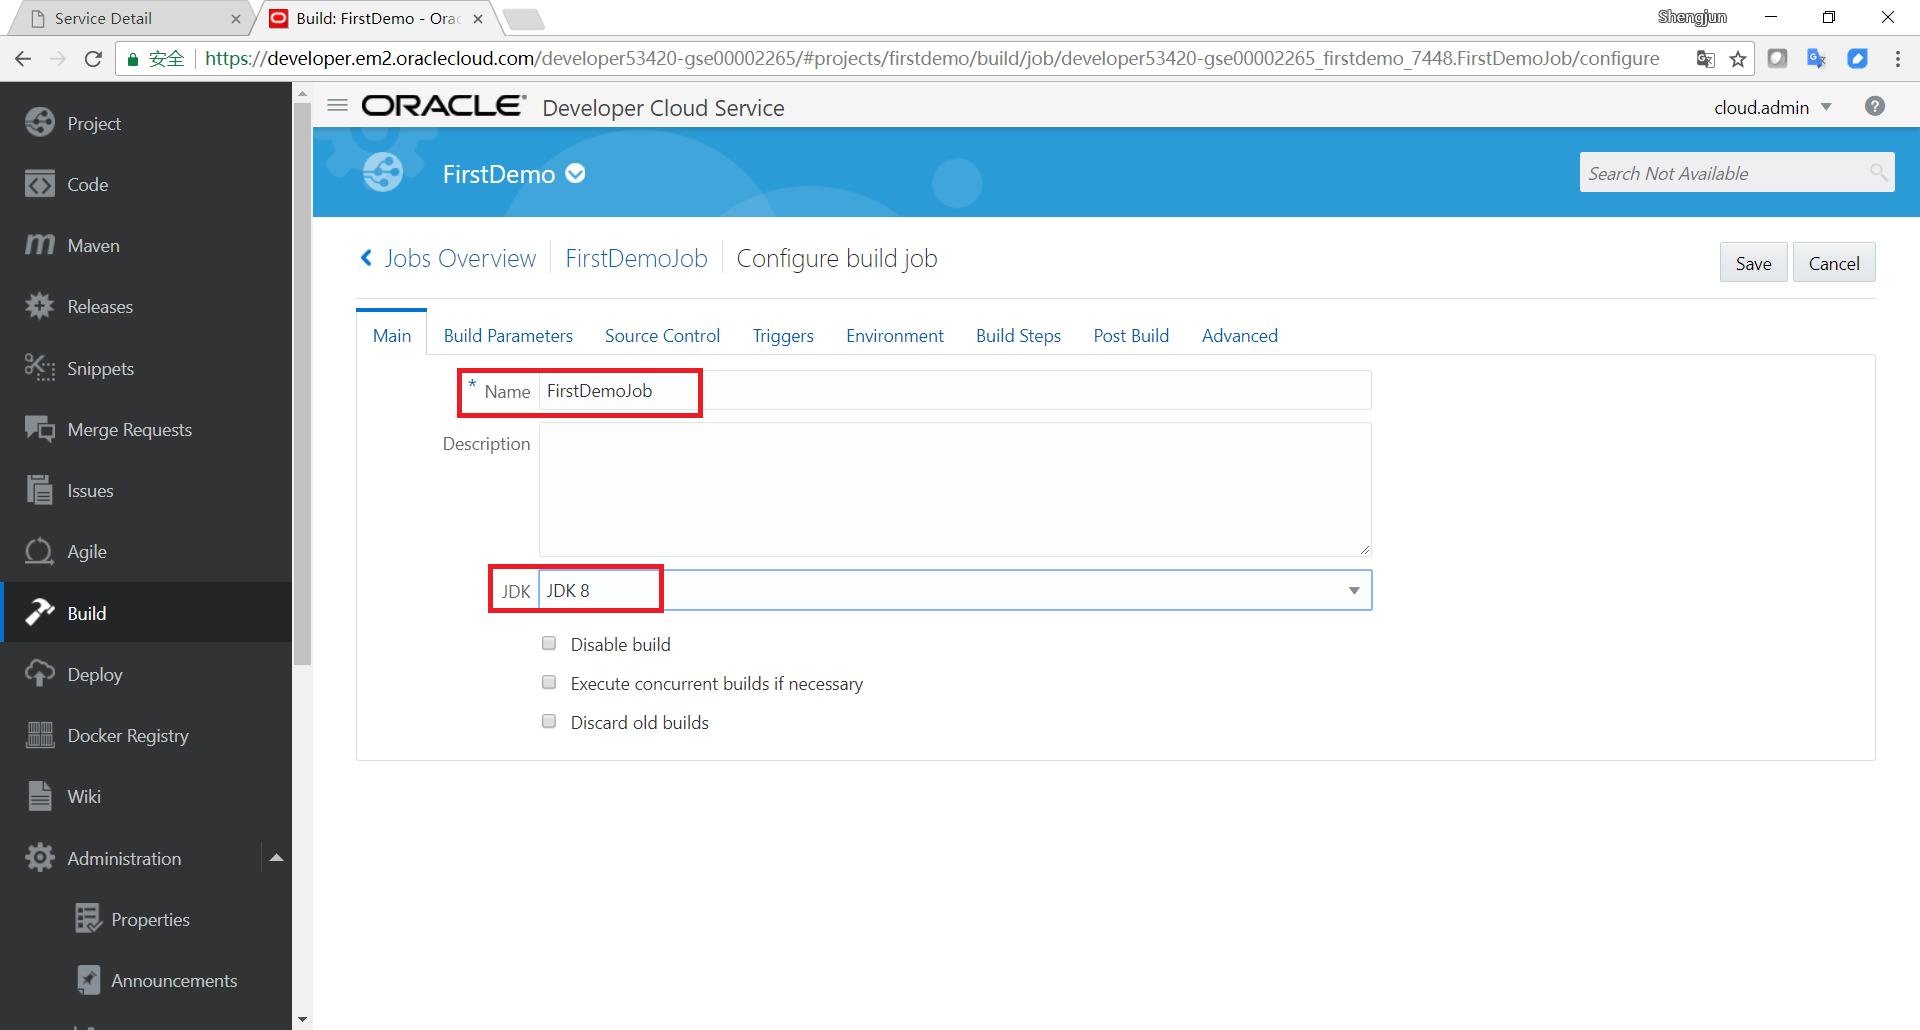 Service Detail
Build: FirstDemo - Orac
Shengjun
安全
https://developer.em2.oraclecloud.com/developer53420-gse00002265/#projects/firstdemo/build/job/developer53420-gse00002265_firstdemo_7448.FirstDemoJob/configure
ORACLE Developer Cloud Service
cloud.admin
FirstDemo
Search Not Available
Project
Code
Maven
Releases
Snippets
Merge Requests
Issues
Agile
Build
Deploy
Docker Registry
Wiki
Administration
Properties
Announcements
Jobs Overview
FirstDemoJob
Configure build job
Save
Cancel
Main
Build Parameters
Source Control
Triggers
Environment
Build Steps
Post Build
Advanced
* Name FirstDemoJob
Description
JDK JDK 8
Disable build
Execute concurrent builds if necessary
Discard old builds